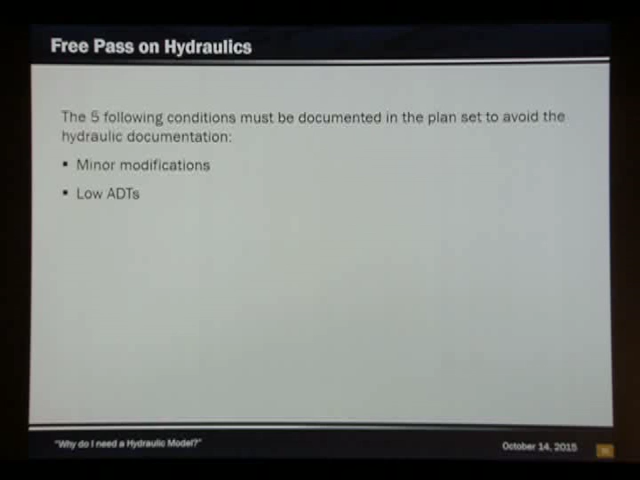 Free Pass on Hydraulics
The 5 following conditions must be documented in the plan set to avoid the
hydraulic documentation:
▪ Minor modifications
▪ Low ADTs
"Why do I need a Hydraulic Model?"
October 14, 2015